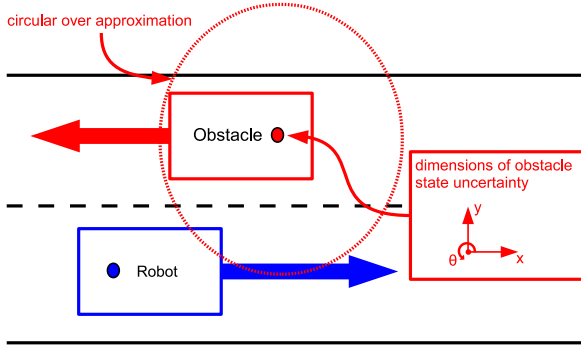 circular over approximation
Obstacle
dimensions of obstacle
state uncertainty
y
θ
x
Robot